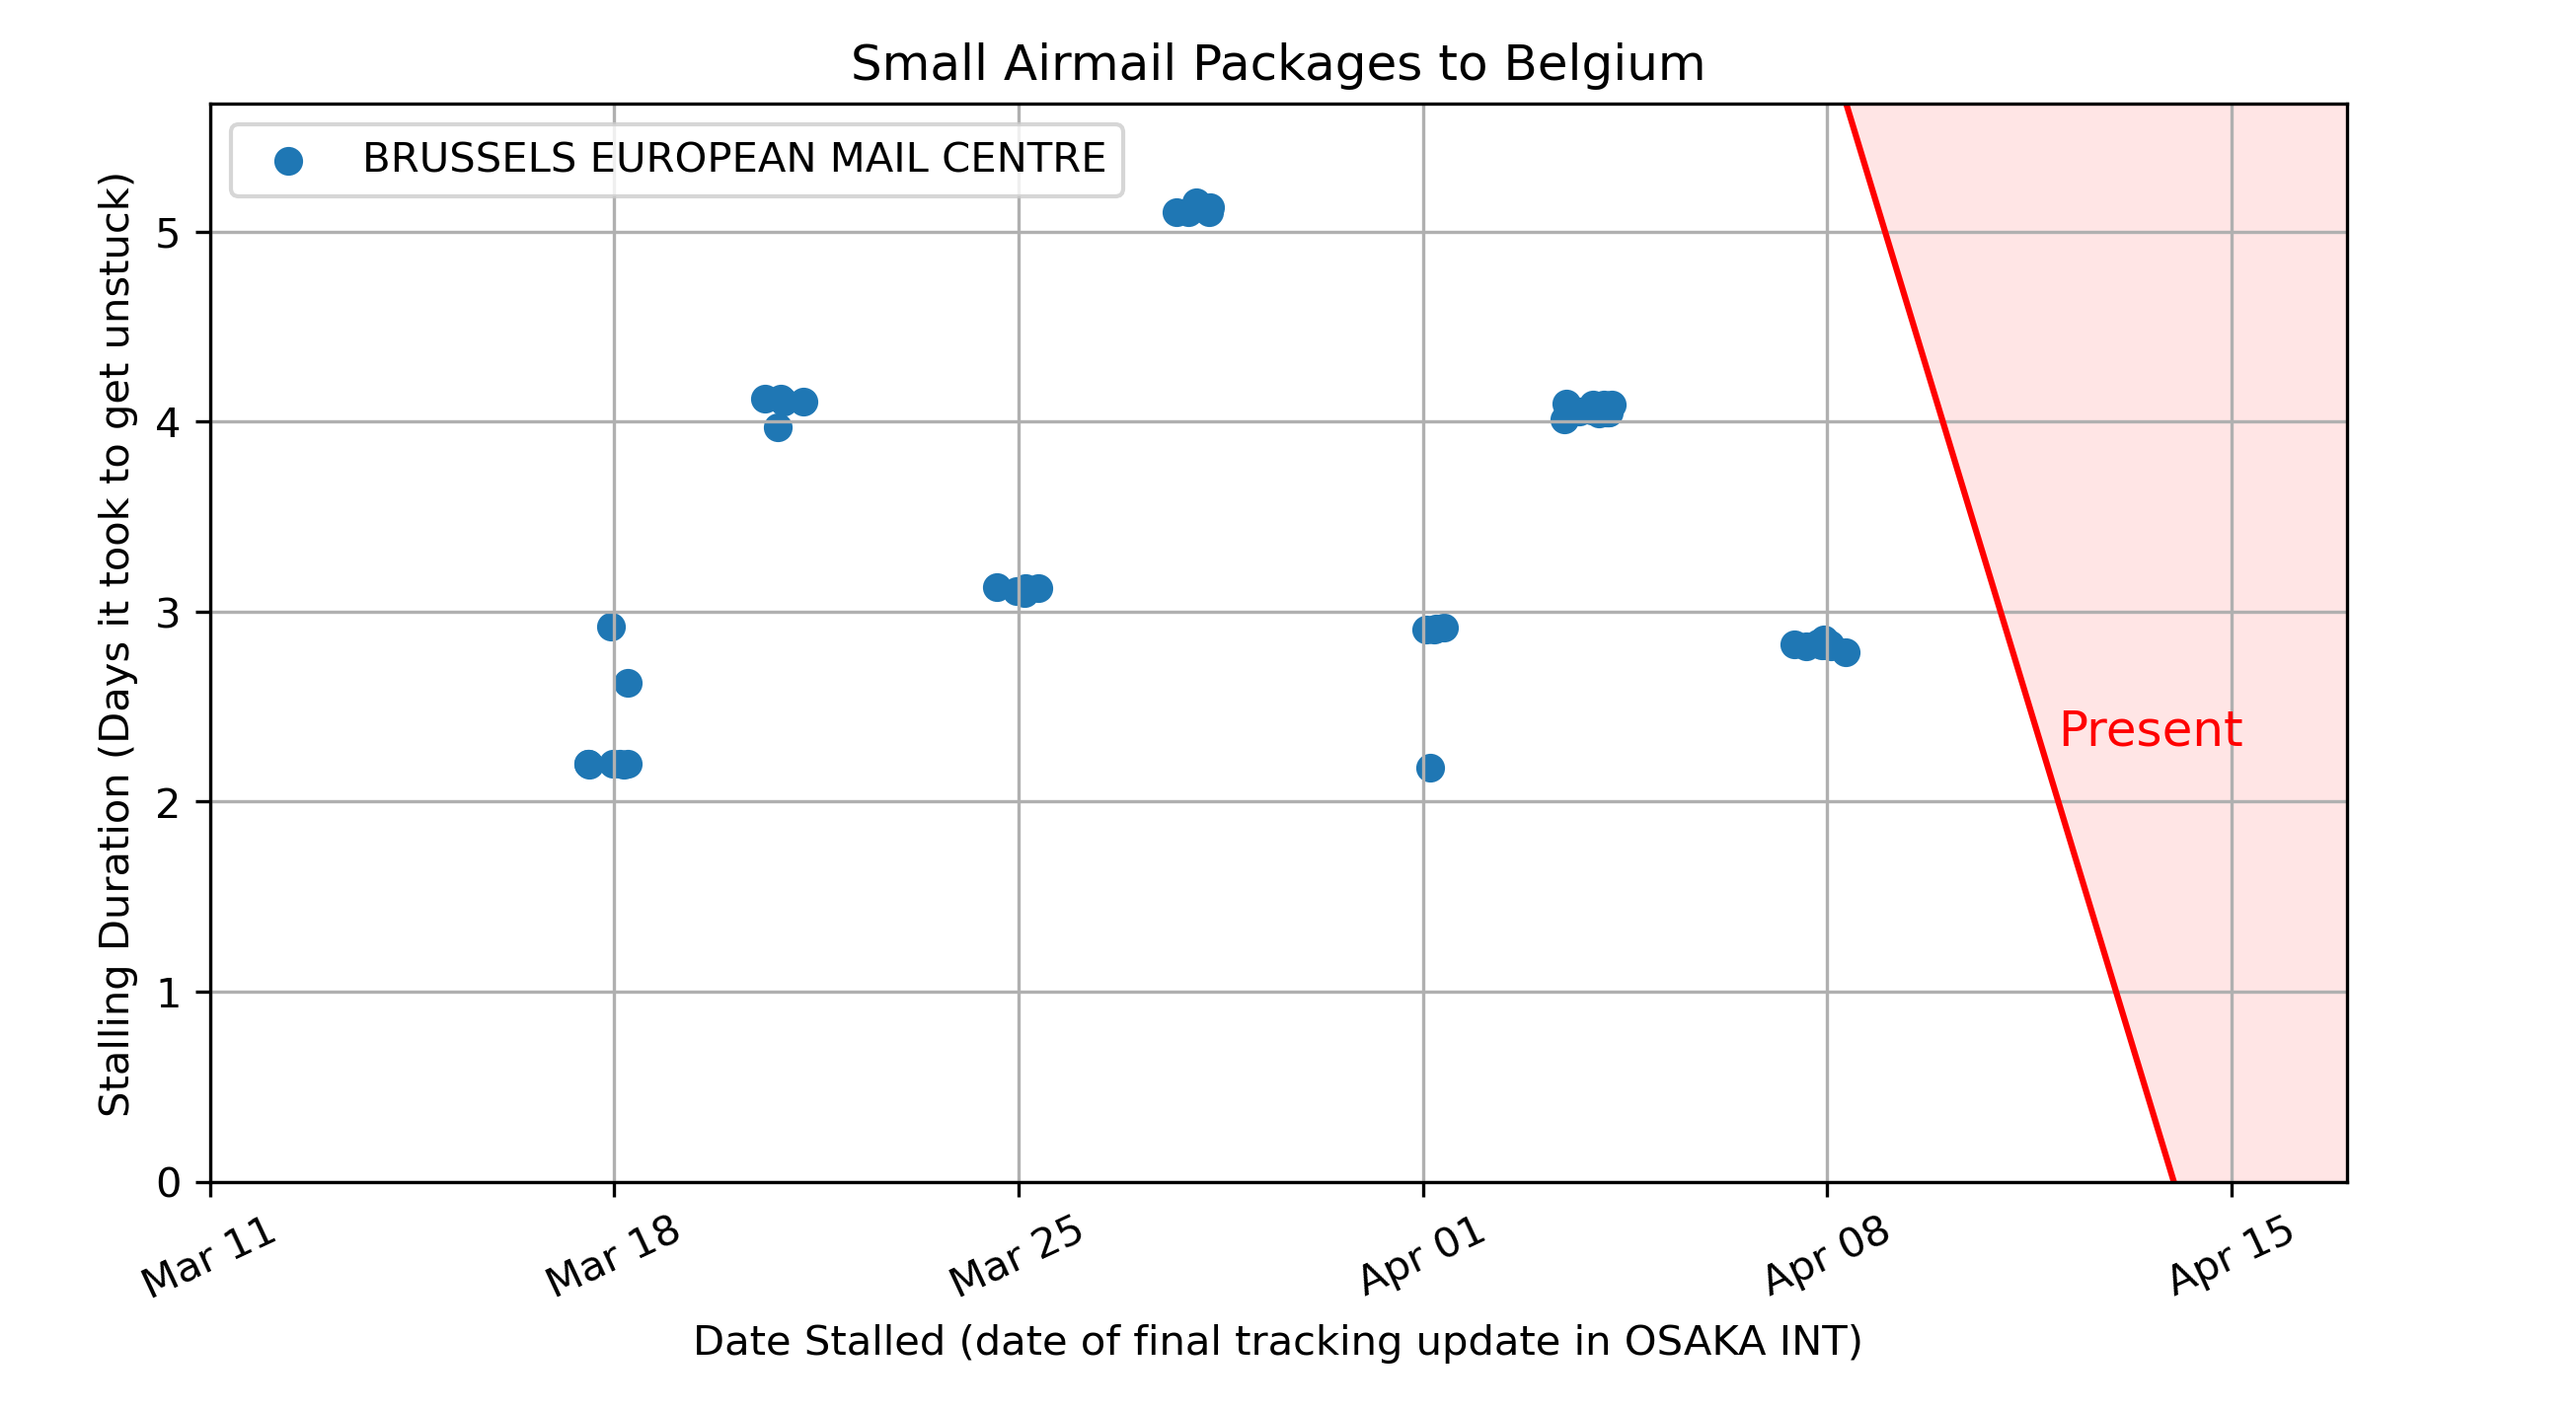 Small Airmail Packages to Belgium
BRUSSELS EUROPEAN MAIL CENTRE
Stalling Duration (Days it took to get unstuck)
5
4
3
2
1
0
Present
Mar 11
Mar 18
Mar 25
Apr 01
Apr 08
Apr 15
Date Stalled (date of final tracking update in OSAKA INT)